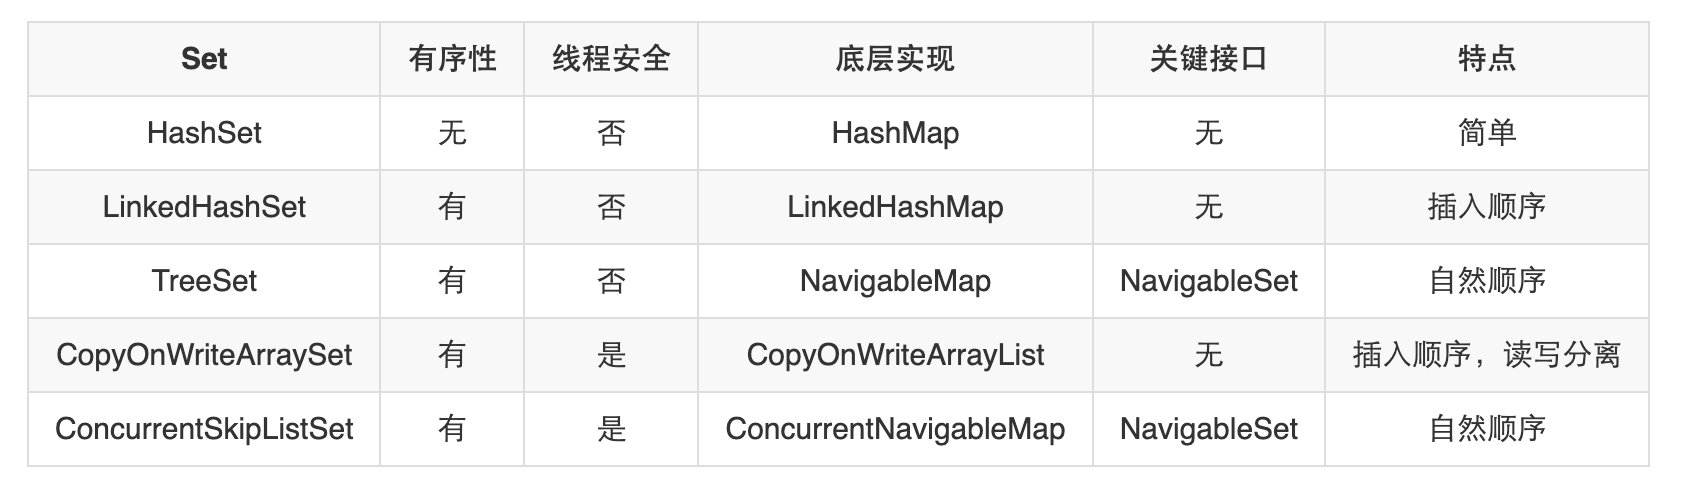 Set 有序性 线程安全 底层实现 关键接口 特点
HashSet 无 否 HashMap 无 简单
LinkedHashSet 有 否 LinkedHashMap 无 插入顺序
TreeSet 有 否 NavigableMap NavigableSet 自然顺序
CopyOnWriteArraySet 有 是 CopyOnWriteArrayList 无 插入顺序，读写分离
ConcurrentSkipListSet 有 是 ConcurrentNavigableMap NavigableSet 自然顺序